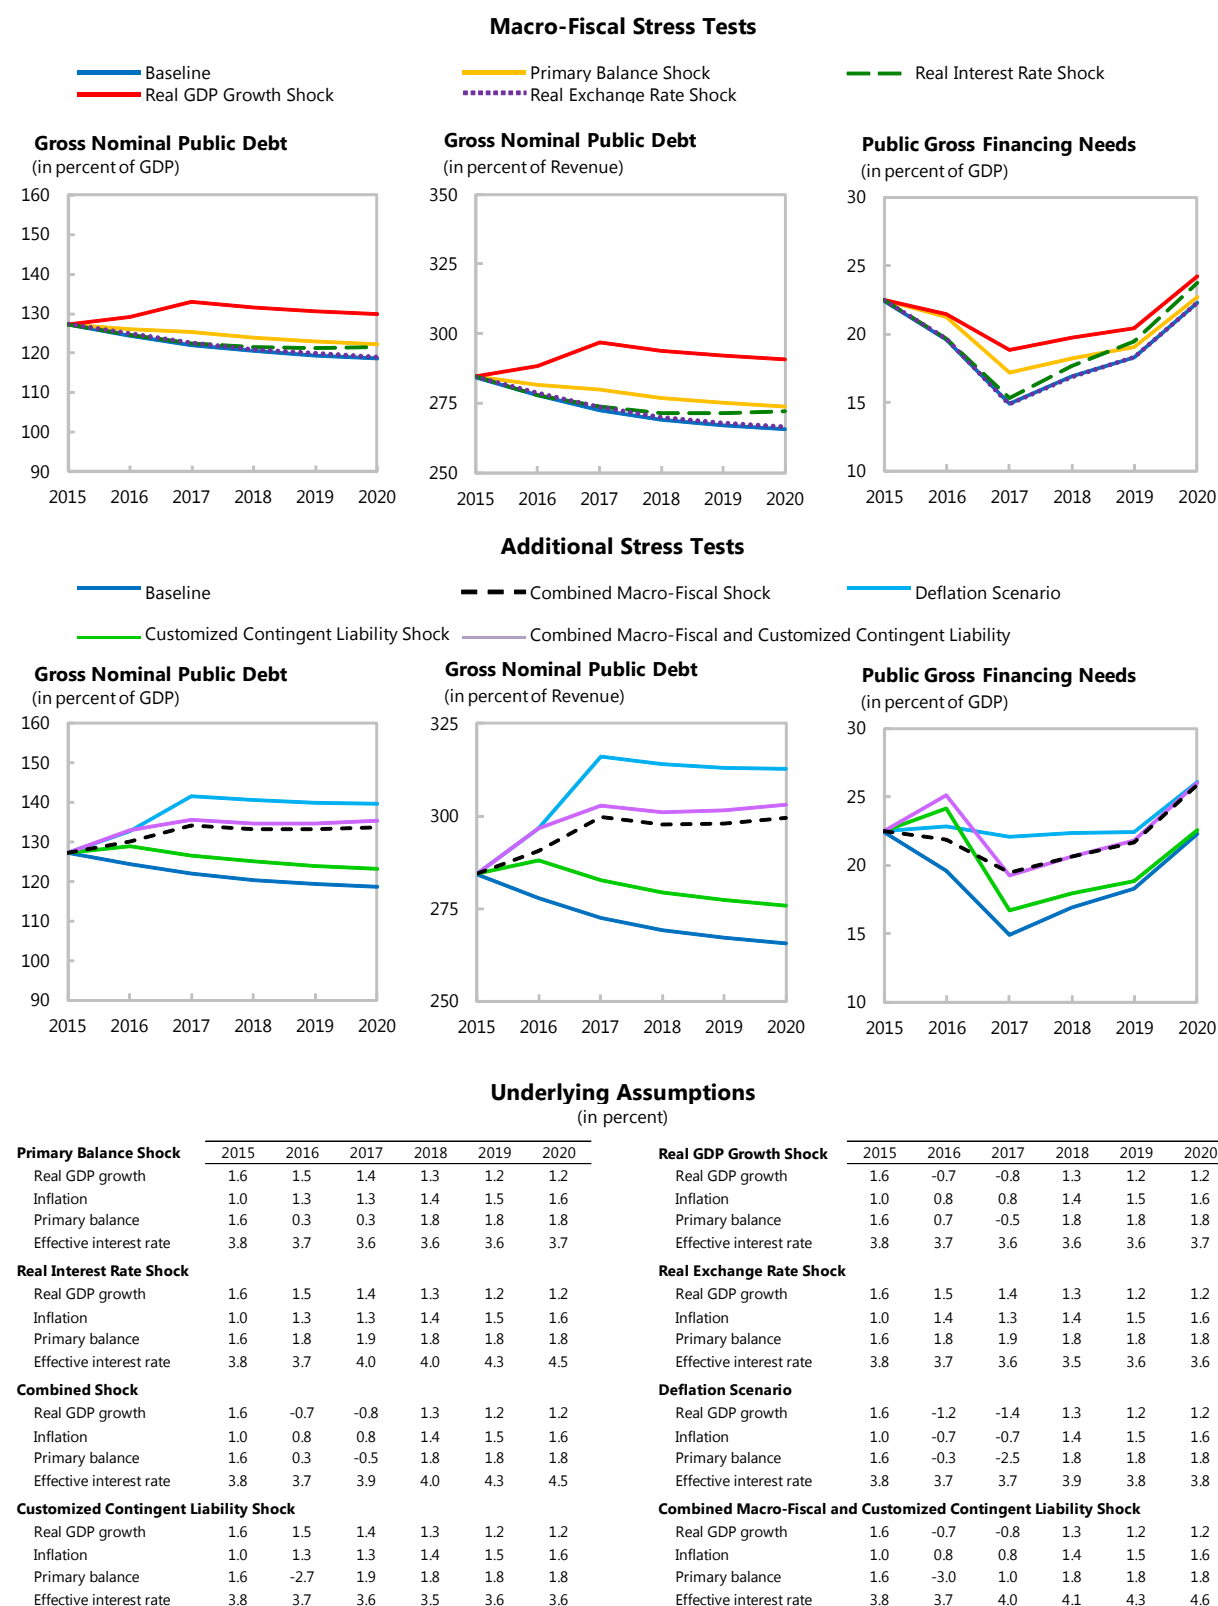 Macro-Fiscal Stress Tests
Baseline Primary Balance Shock Real Interest Rate Shock
Real GDP Growth Shock Real Exchange Rate Shock
Gross Nominal Public Debt
(in percent of GDP)
160
150
140
130
120
110
100
90
2015 2016 2017 2018 2019 2020
Gross Nominal Public Debt
(in percent of Revenue)
350
325
300
275
250
2015 2016 2017 2018 2019 2020
Public Gross Financing Needs
(in percent of GDP)
30
25
20
15
10
2015 2016 2017 2018 2019 2020
Additional Stress Tests
Baseline Combined Macro-Fiscal Shock Deflation Scenario
Customized Contingent Liability Shock Combined Macro-Fiscal and Customized Contingent Liability
Gross Nominal Public Debt
(in percent of GDP)
160
150
140
130
120
110
100
90
2015 2016 2017 2018 2019 2020
Gross Nominal Public Debt
(in percent of Revenue)
325
300
275
250
2015 2016 2017 2018 2019 2020
Public Gross Financing Needs
(in percent of GDP)
30
25
20
15
10
2015 2016 2017 2018 2019 2020
Underlying Assumptions
(in percent)
Primary Balance Shock 2015 2016 2017 2018 2019 2020
Real GDP growth 1.6 1.5 1.4 1.3 1.2 1.2
Inflation 1.0 1.3 1.3 1.4 1.5 1.6
Primary balance 1.6 0.3 0.3 1.8 1.8 1.8
Effective interest rate 3.8 3.7 3.6 3.6 3.6 3.7
Real Interest Rate Shock
Real GDP growth 1.6 1.5 1.4 1.3 1.2 1.2
Inflation 1.0 1.3 1.3 1.4 1.5 1.6
Primary balance 1.6 1.8 1.9 1.8 1.8 1.8
Effective interest rate 3.8 3.7 4.0 4.0 4.3 4.5
Combined Shock
Real GDP growth 1.6 -0.7 -0.8 1.3 1.2 1.2
Inflation 1.0 0.8 0.8 1.4 1.5 1.6
Primary balance 1.6 0.3 -0.5 1.8 1.8 1.8
Effective interest rate 3.8 3.7 3.9 4.0 4.3 4.5
Customized Contingent Liability Shock
Real GDP growth 1.6 1.5 1.4 1.3 1.2 1.2
Inflation 1.0 1.3 1.3 1.4 1.5 1.6
Primary balance 1.6 -2.7 1.9 1.8 1.8 1.8
Effective interest rate 3.8 3.7 3.6 3.5 3.6 3.6
Real GDP Growth Shock 2015 2016 2017 2018 2019 2020
Real GDP growth 1.6 -0.7 -0.8 1.3 1.2 1.2
Inflation 1.0 0.8 0.8 1.4 1.5 1.6
Primary balance 1.6 0.7 -0.5 1.8 1.8 1.8
Effective interest rate 3.8 3.7 3.6 3.6 3.6 3.7
Real Exchange Rate Shock
Real GDP growth 1.6 1.5 1.4 1.3 1.2 1.2
Inflation 1.0 1.4 1.3 1.4 1.5 1.6
Primary balance 1.6 1.8 1.9 1.8 1.8 1.8
Effective interest rate 3.8 3.7 3.6 3.5 3.6 3.6
Deflation Scenario
Real GDP growth 1.6 -1.2 -1.4 1.3 1.2 1.2
Inflation 1.0 -0.7 -0.7 1.4 1.5 1.6
Primary balance 1.6 -0.3 -2.5 1.8 1.8 1.8
Effective interest rate 3.8 3.7 3.7 3.9 3.8 3.8
Combined Macro-Fiscal and Customized Contingent Liability Shock
Real GDP growth 1.6 -0.7 -0.8 1.3 1.2 1.2
Inflation 1.0 0.8 0.8 1.4 1.5 1.6
Primary balance 1.6 -3.0 1.0 1.8 1.8 1.8
Effective interest rate 3.8 3.7 4.0 4.1 4.3 4.6